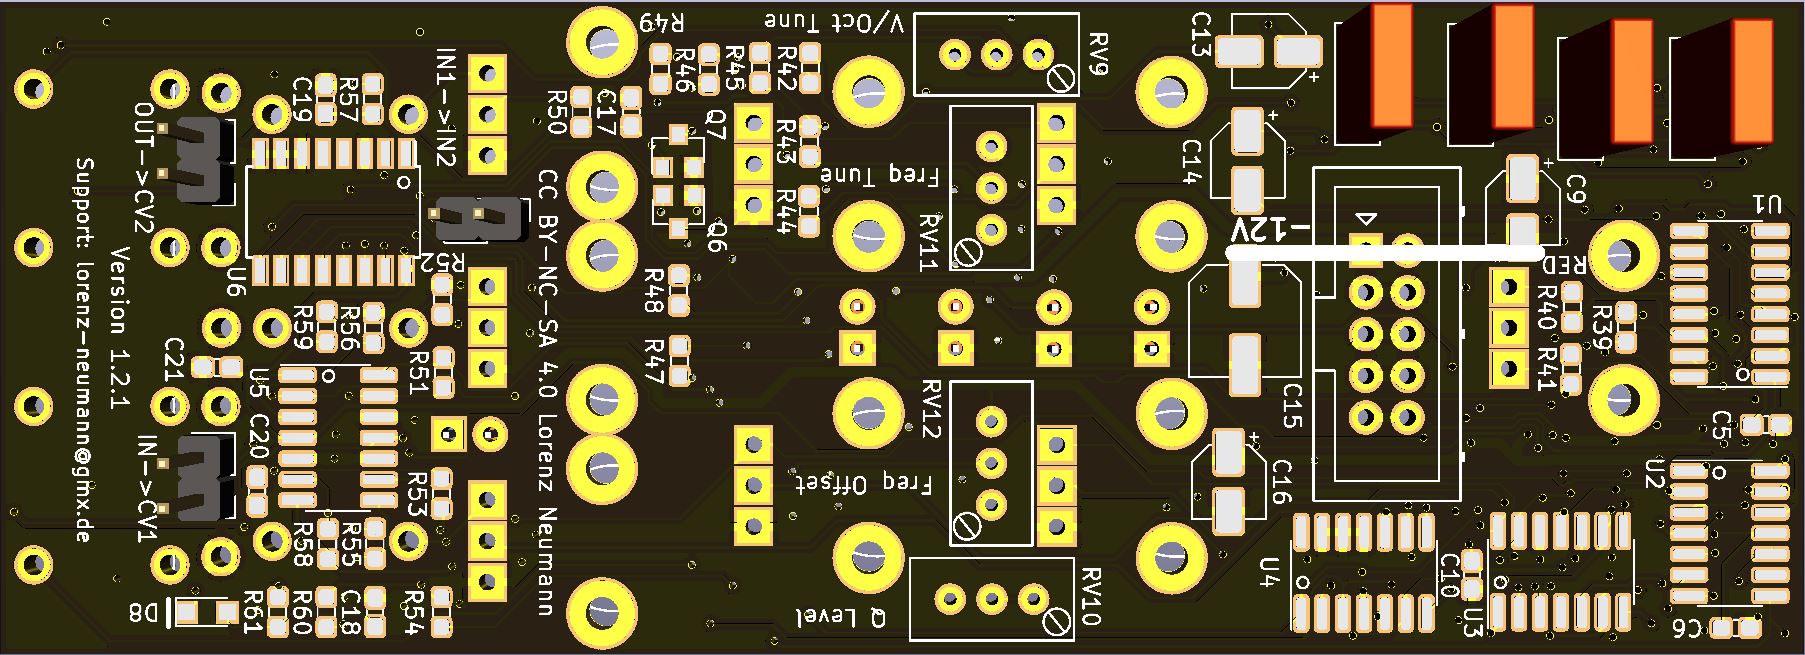 U1
C5
C6
U2
R39
C9
RED
R40
R41
U3
C10
-12V
C15
C16
U4
C13
C14
RV9
RV10
RV11
RV12
V/Oct Tune
Freq Tune
Freq Offset
Q Level
R42
R43
R44
R45
Q7
Q6
R46
R49
R48
R47
C17
R50
CC BY-NC-SA 4.0 Lorenz Neumann
IN1->IN2
R52
R51
R53
R54
R57
R56
R55
C18
C19
R59
R58
R60
U5
C20
R61
U6
C21
OUT->CV2
IN->CV1
D8
Version 1.2.1
Support: lorenz-neumann@gmx.de